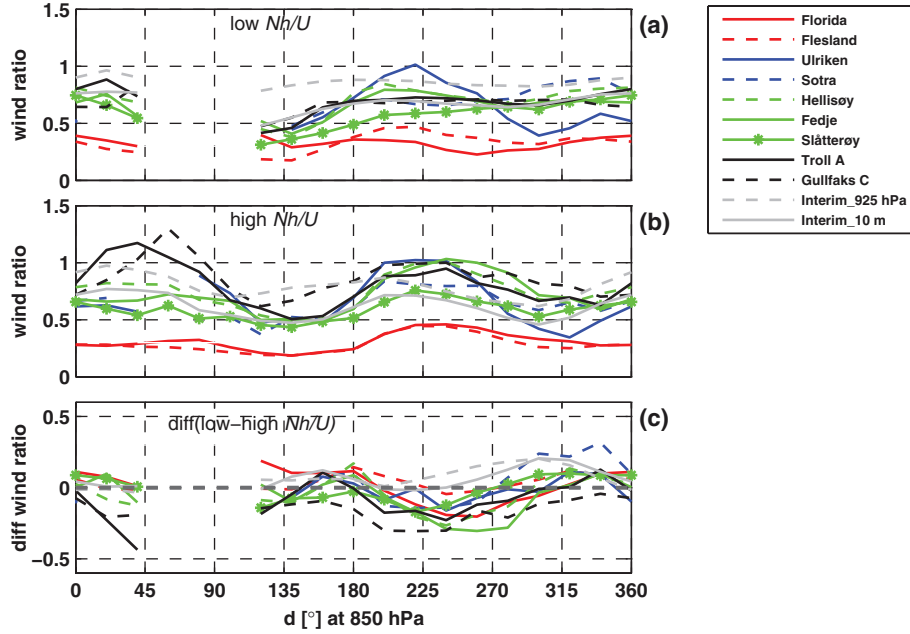 low Nh/U
(a)
1.5
1
0.5
0
wind ratio
high Nh/U
(b)
1.5
1
0.5
0
wind ratio
diff(low−high Nh/U)
(c)
0.5
0
−0.5
diff wind ratio
0 45 90 135 180 225 270 315 360
d [°] at 850 hPa
Florida
Flesland
Ulriken
Sotra
Hellisøy
Fedje
Slåtterøy
Troll A
Gullfaks C
Interim_925 hPa
Interim_10 m